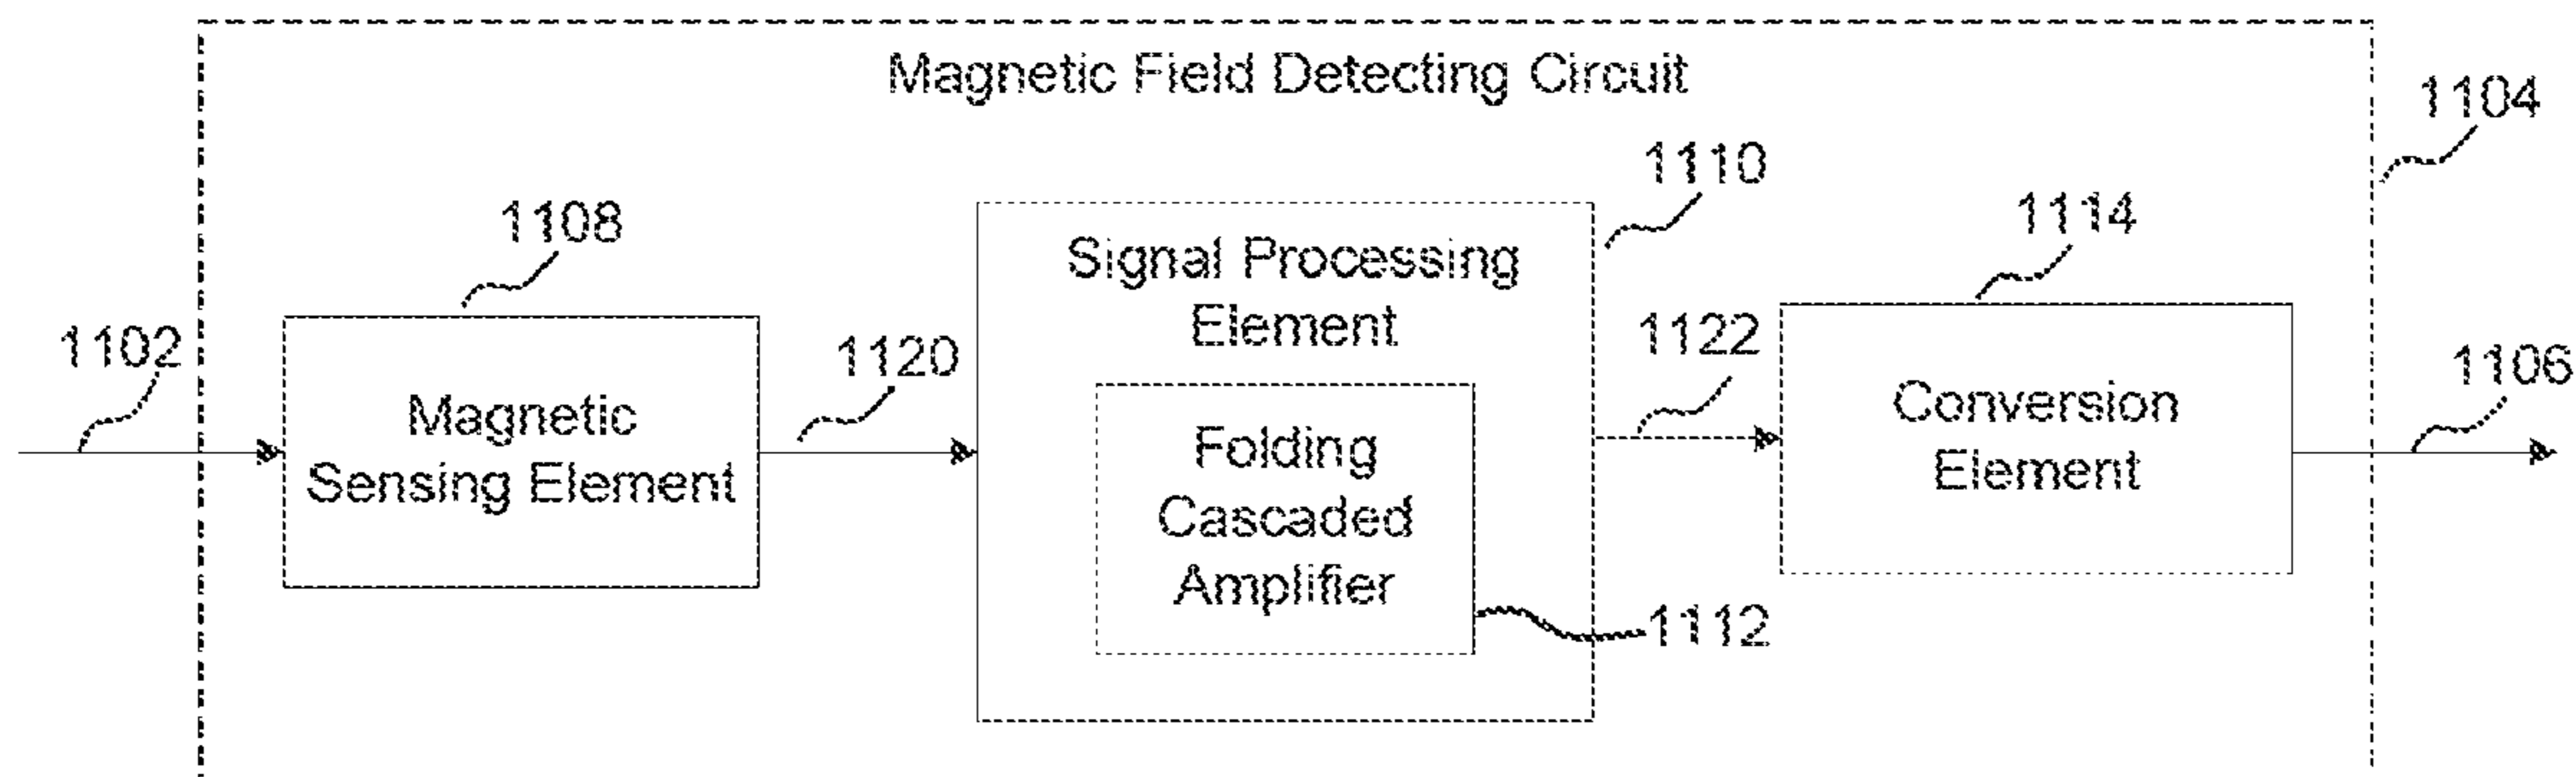 Magnetic Field Detecting Circuit
1104
1110
1108
1114
Signal Processing
Element
1102
1120
1122
1106
Magnetic
Sensing Element
Conversion
Element
Folding
Cascaded
Amplifier
1112